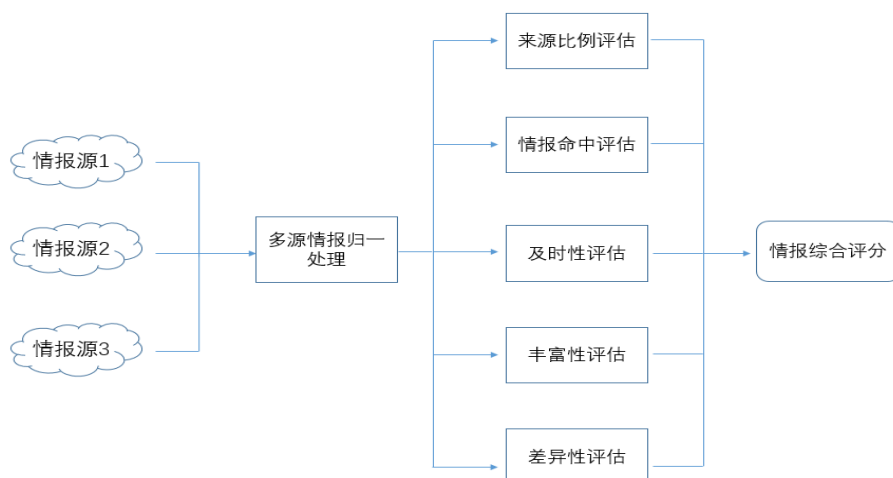 情报源1
情报源2
情报源3
多源情报归一
处理
来源比例评估
情报命中评估
及时性评估
丰富性评估
差异性评估
情报综合评分